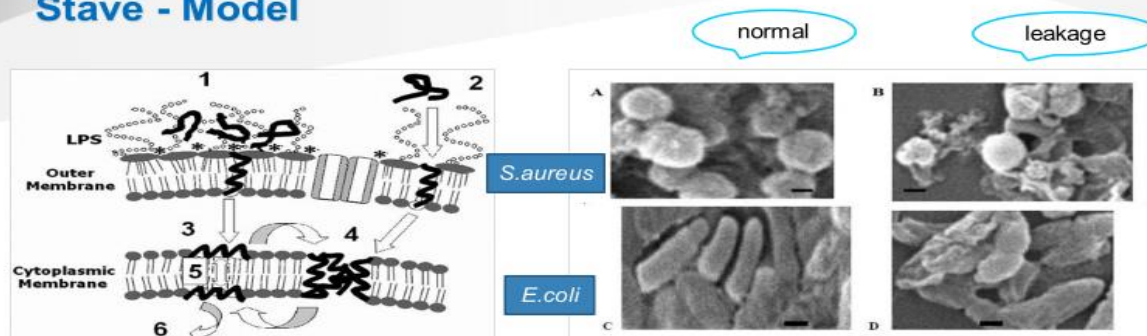 Stave - Model
normal
leakage
1
2
LPS
Outer
Membrane
3
4
5
Cytoplasmic
Membrane
6
S.aureus
E.coli
A
B
C
D